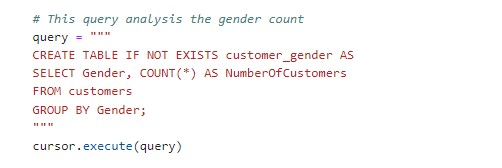 # This query analysis the gender count
query = """
CREATE TABLE IF NOT EXISTS customer_gender AS
SELECT Gender, COUNT(*) AS NumberOfCustomers
FROM customers
GROUP BY Gender;
"""
cursor.execute(query)